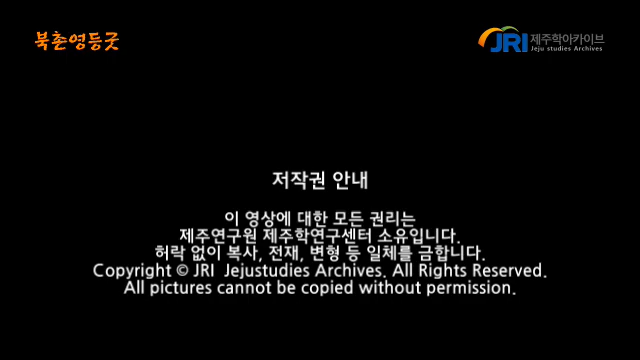 북촌영등굿
JRI 제주학아카이브
Jeju studies Archives
저작권 안내
이 영상에 대한 모든 권리는
제주연구원 제주학연구센터 소유입니다.
허락 없이 복사, 전재, 변형 등 일체를 금합니다.
Copyright © JRI Jejustudies Archives. All Rights Reserved.
All pictures cannot be copied without permission.